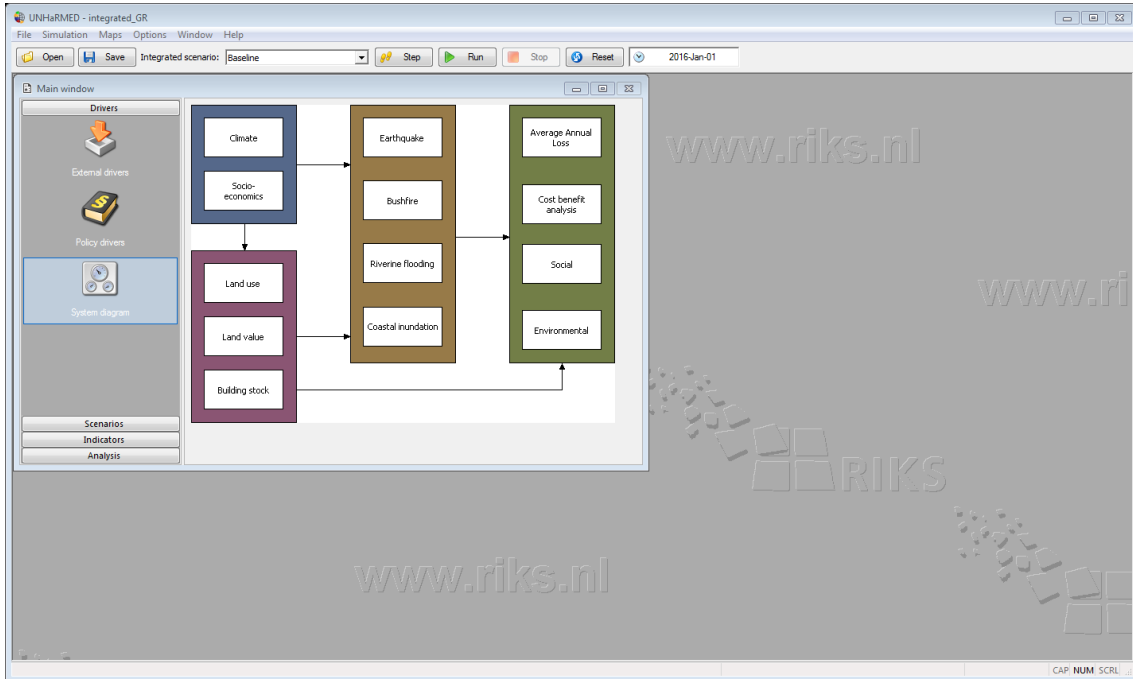 UNHaRMED - integrated_GR
File Simulation Maps Options Window Help
Open Save Integrated scenario: Baseline Step Run Stop Reset 2016-Jan-01
Main window
Drivers
External drivers
Policy drivers
System diagram
Scenarios
Indicators
Analysis
Climate
Socio-
economics
Land use
Land value
Building stock
Earthquake
Bushfire
Riverine flooding
Coastal inundation
Average Annual
Loss
Cost benefit
analysis
Social
Environmental
www.riks.nl
www.ri
RIKS
www.riks.nl
CAP NUM SCRL